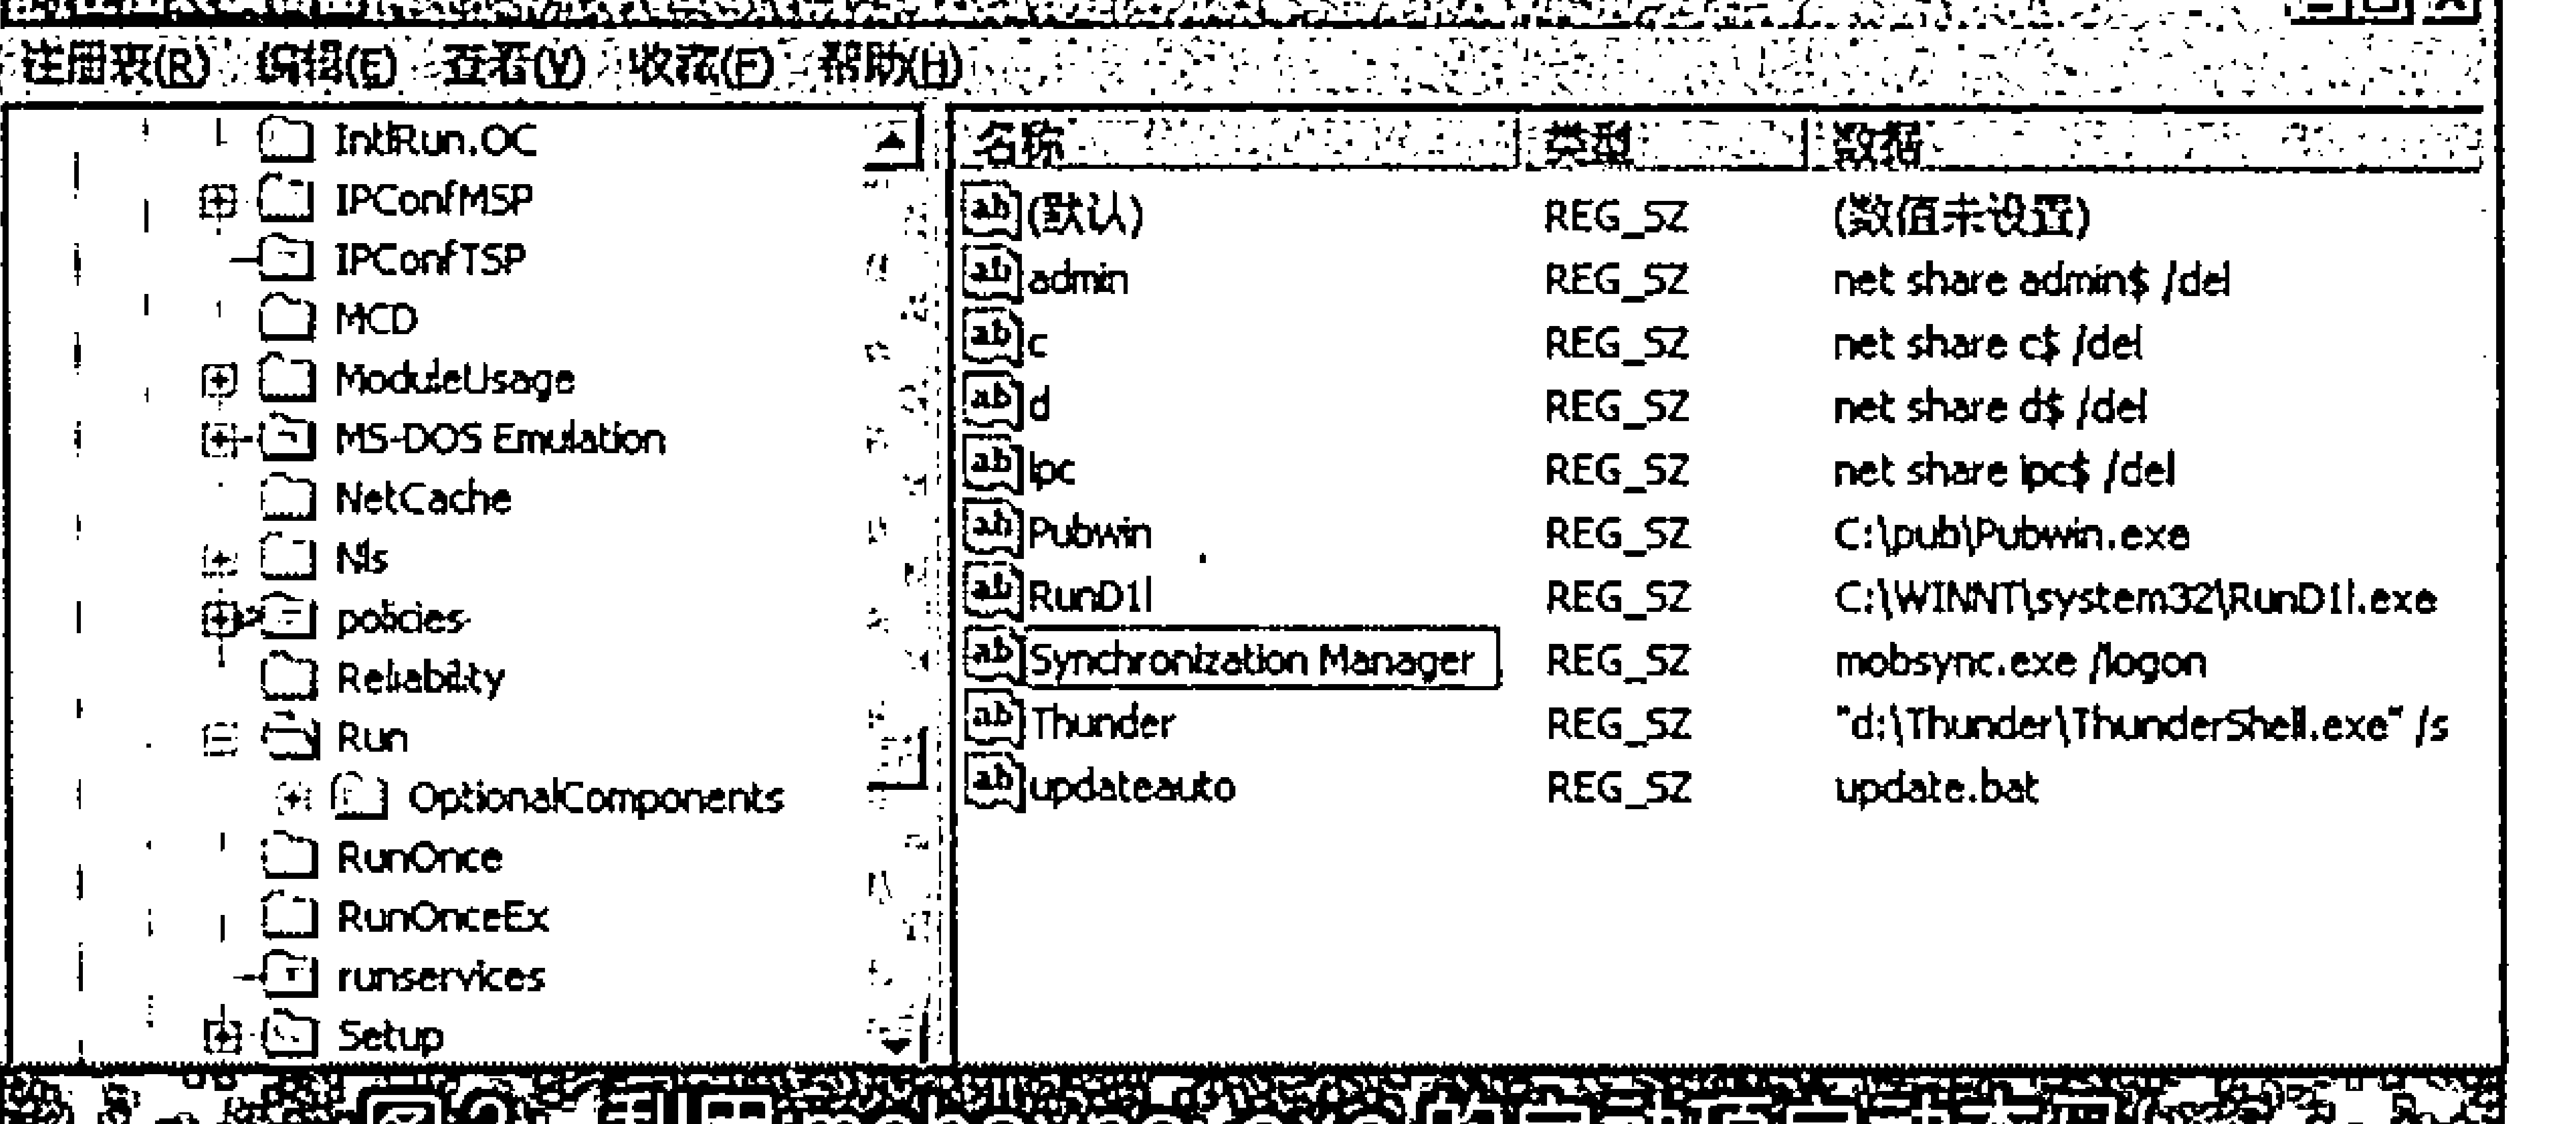 注册表(R) 编辑(E) 查看(V) 收藏(F) 帮助(H)
IntlRun.OC
IPConfMSP
IPConfTSP
MCD
ModuleUsage
MS-DOS Emulation
NetCache
Nls
policies
Reliability
Run
OptionalComponents
RunOnce
RunOnceEx
runservices
Setup
名称 类型 数据
(默认) REG_SZ (数值未设置)
admin REG_SZ net share admin$ /del
c REG_SZ net share c$ /del
d REG_SZ net share d$ /del
ipc REG_SZ net share ipc$ /del
Pubwin REG_SZ C:\pub\Pubwin.exe
RunD1l REG_SZ C:\WINNT\system32\RunD1l.exe
Synchronization Manager REG_SZ mobsync.exe /logon
Thunder REG_SZ "d:\Thunder\ThunderShell.exe" /s
updateauto REG_SZ update.bat